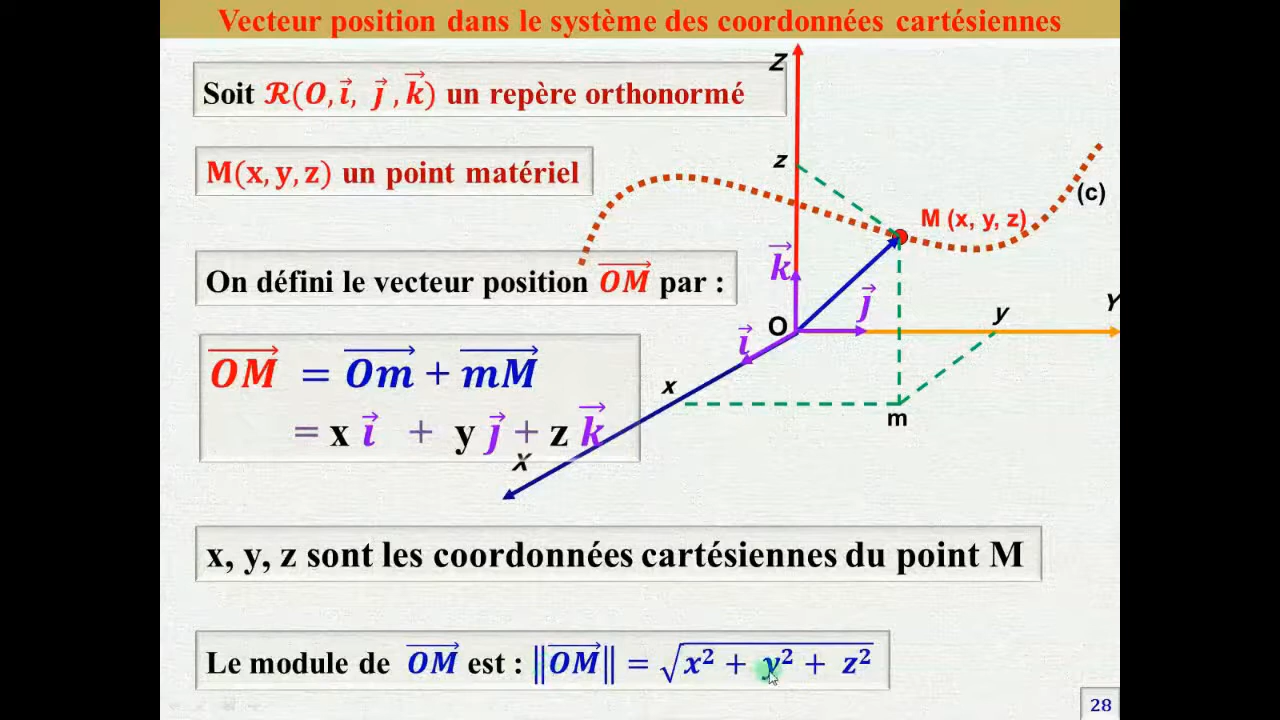 Vecteur position dans le système des coordonnées cartésiennes
Soit ℛ(O, i⃗, j⃗, k⃗) un repère orthonormé
M(x, y, z) un point matériel
On défini le vecteur position OM⃗ par :
OM⃗ = Om⃗ + mM⃗
= x i⃗ + y j⃗ + z k⃗
Z
z
M (x, y, z)
(c)
k⃗
j⃗
O
i⃗
y
Y
x
m
X
x, y, z sont les coordonnées cartésiennes du point M
Le module de OM⃗ est : ‖OM⃗‖ = √(x² + y² + z²)
28